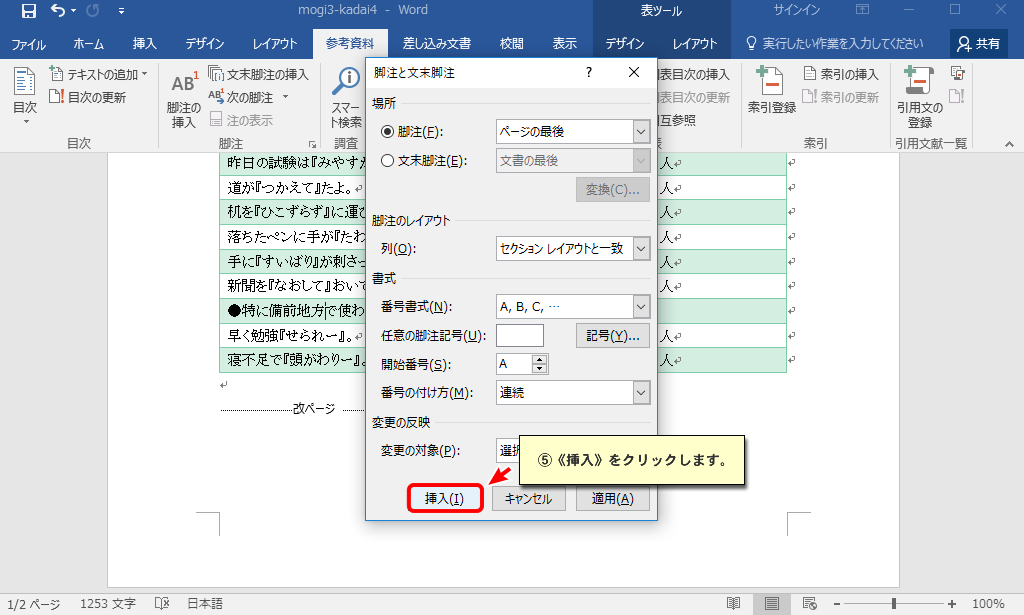 mogi3-kadai4 - Word
表ツール
サインイン
ファイル ホーム 挿入 デザイン レイアウト 参考資料 差し込み文書 校閲 表示 デザイン レイアウト 実行したい作業を入力してください 共有
目次
テキストの追加
目次の更新
目次
AB1
脚注の
挿入
文末脚注の挿入
次の脚注
注の表示
脚注
スマー
ト検索
調査
表目次の挿入
表目次の更新
相互参照
索引登録
索引の挿入
索引の更新
索引
引用文の
登録
引用文献一覧
脚注と文末脚注 ?
場所
脚注(F): ページの最後
文末脚注(E): 文書の最後
変換(C)...
脚注のレイアウト
列(O): セクション レイアウトと一致
書式
番号書式(N): A, B, C, …
任意の脚注記号(U): 記号(Y)...
開始番号(S): A
番号の付け方(M): 連続
変更の反映
変更の対象(P): 選択
挿入(I) キャンセル 適用(A)
⑤《挿入》をクリックします。
昨日の試験は『みやすか 人
道が『つかえて』たよ。 人
机を『ひこずらず』に運び 人
落ちたペンに手が『たわ 人
手に『すいばり』が刺さっ 人
新聞を『なおして』おいて 人
●特に備前地方で使わ
早く勉強『せられー』。 人
寝不足で『頭がわりー』。 人
改ページ
1/2 ページ 1253 文字 日本語 100%